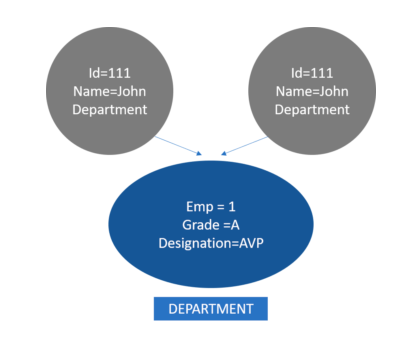 Id=111
Name=John
Department
Id=111
Name=John
Department
Emp = 1
Grade =A
Designation=AVP
DEPARTMENT